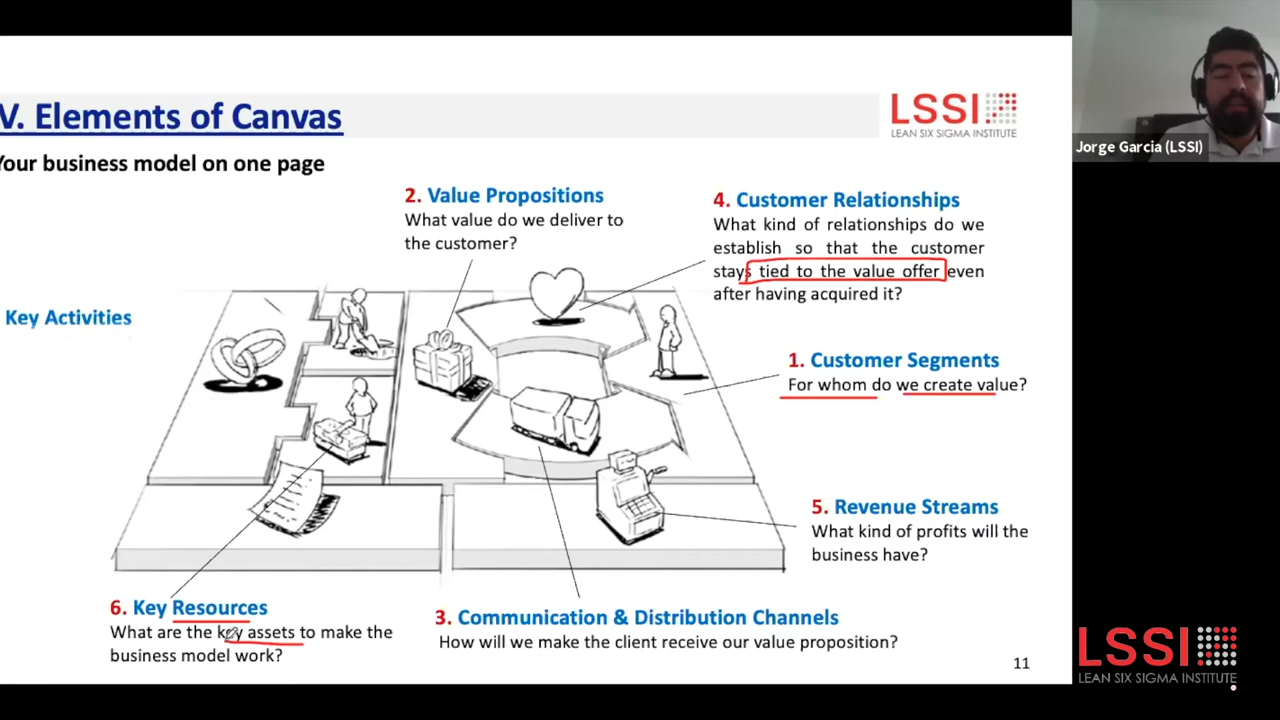 V. Elements of Canvas
LSSI
LEAN SIX SIGMA INSTITUTE
Your business model on one page
2. Value Propositions
What value do we deliver to
the customer?
4. Customer Relationships
What kind of relationships do we
establish so that the customer
stays tied to the value offer even
after having acquired it?
Key Activities
1. Customer Segments
For whom do we create value?
5. Revenue Streams
What kind of profits will the
business have?
6. Key Resources
What are the key assets to make the
business model work?
3. Communication & Distribution Channels
How will we make the client receive our value proposition?
11
Jorge Garcia (LSSI)
LSSI
LEAN SIX SIGMA INSTITUTE